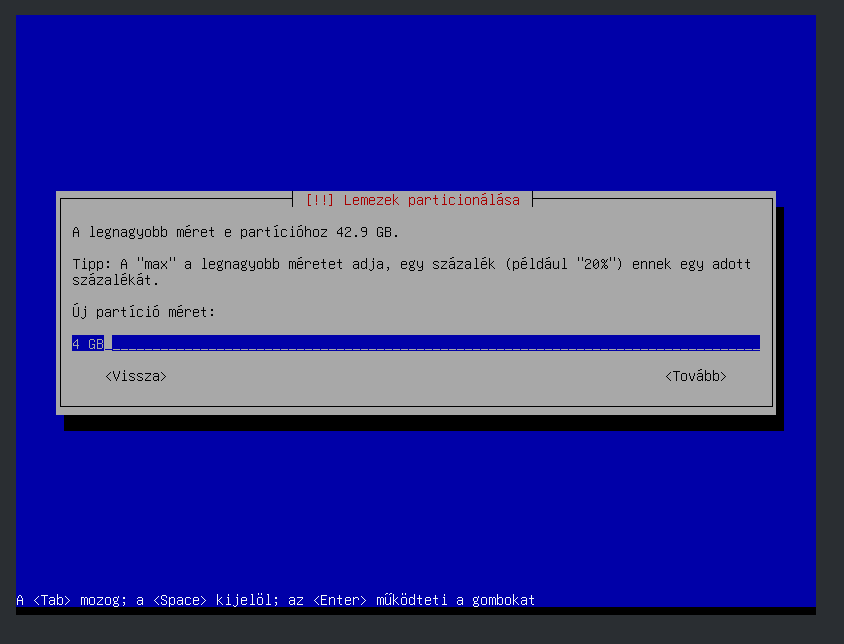 [!!] Lemezek particionálása
A legnagyobb méret e partícióhoz 42.9 GB.
Tipp: A "max" a legnagyobb méretet adja, egy százalék (például "20%") ennek egy adott
százalékát.
Új partíció méret:
4 GB
<Vissza> <Tovább>
A <Tab> mozog; a <Space> kijelöl; az <Enter> működteti a gombokat